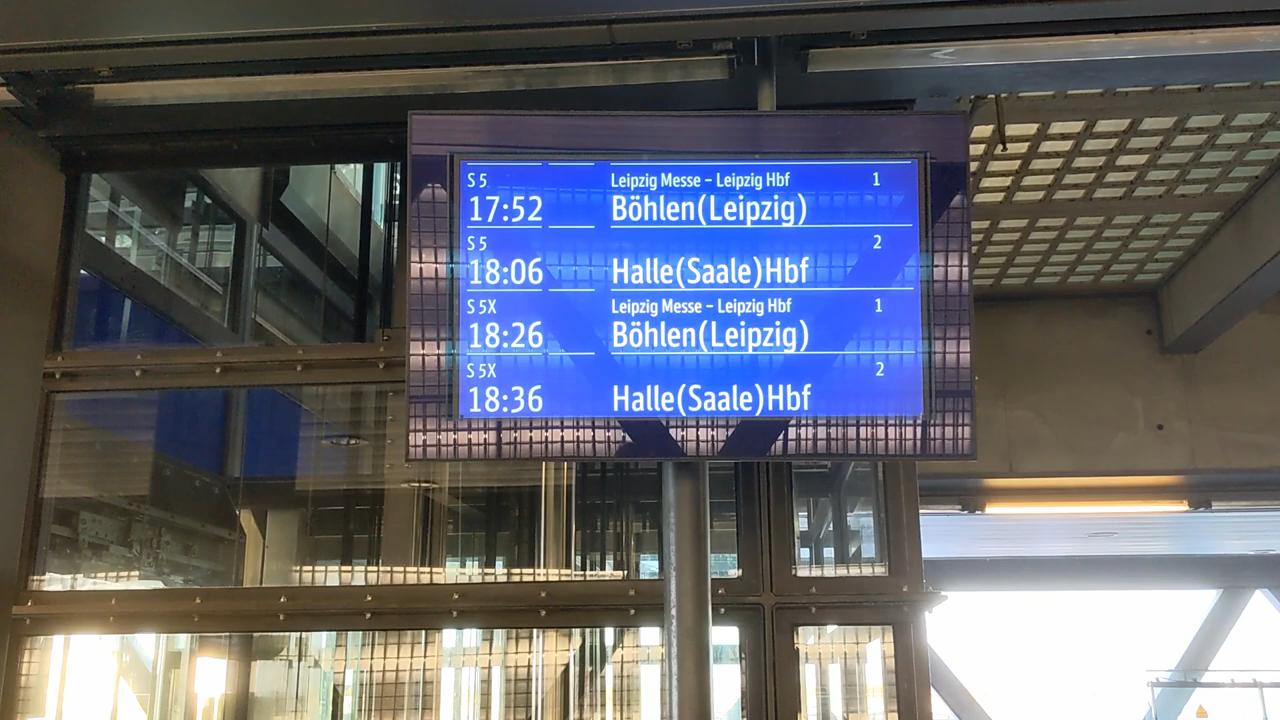 S 5 Leipzig Messe – Leipzig Hbf 1
17:52 Böhlen(Leipzig)
S 5 2
18:06 Halle(Saale)Hbf
S 5X Leipzig Messe – Leipzig Hbf 1
18:26 Böhlen(Leipzig)
S 5X 2
18:36 Halle(Saale)Hbf